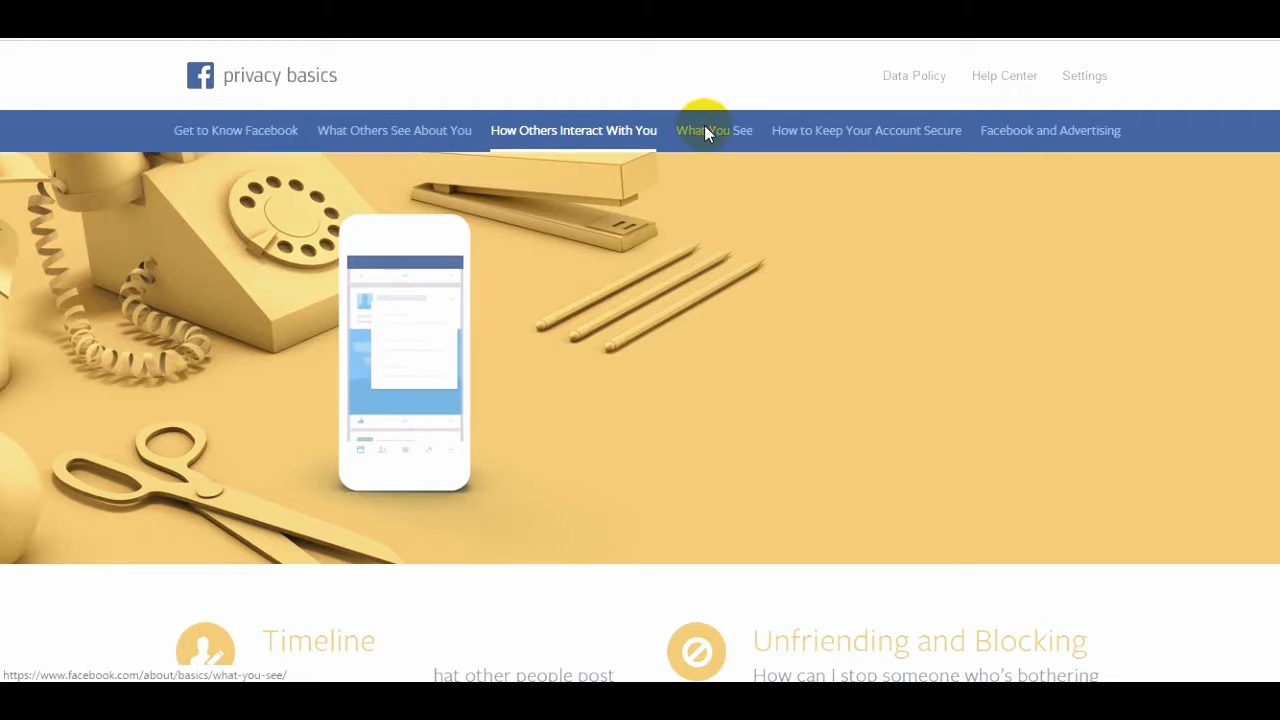 privacy basics
Data Policy Help Center Settings
Get to Know Facebook What Others See About You How Others Interact With You What You See How to Keep Your Account Secure Facebook and Advertising
Timeline Unfriending and Blocking
https://www.facebook.com/about/basics/what-you-see/ hat other people post How can I stop someone who's bothering